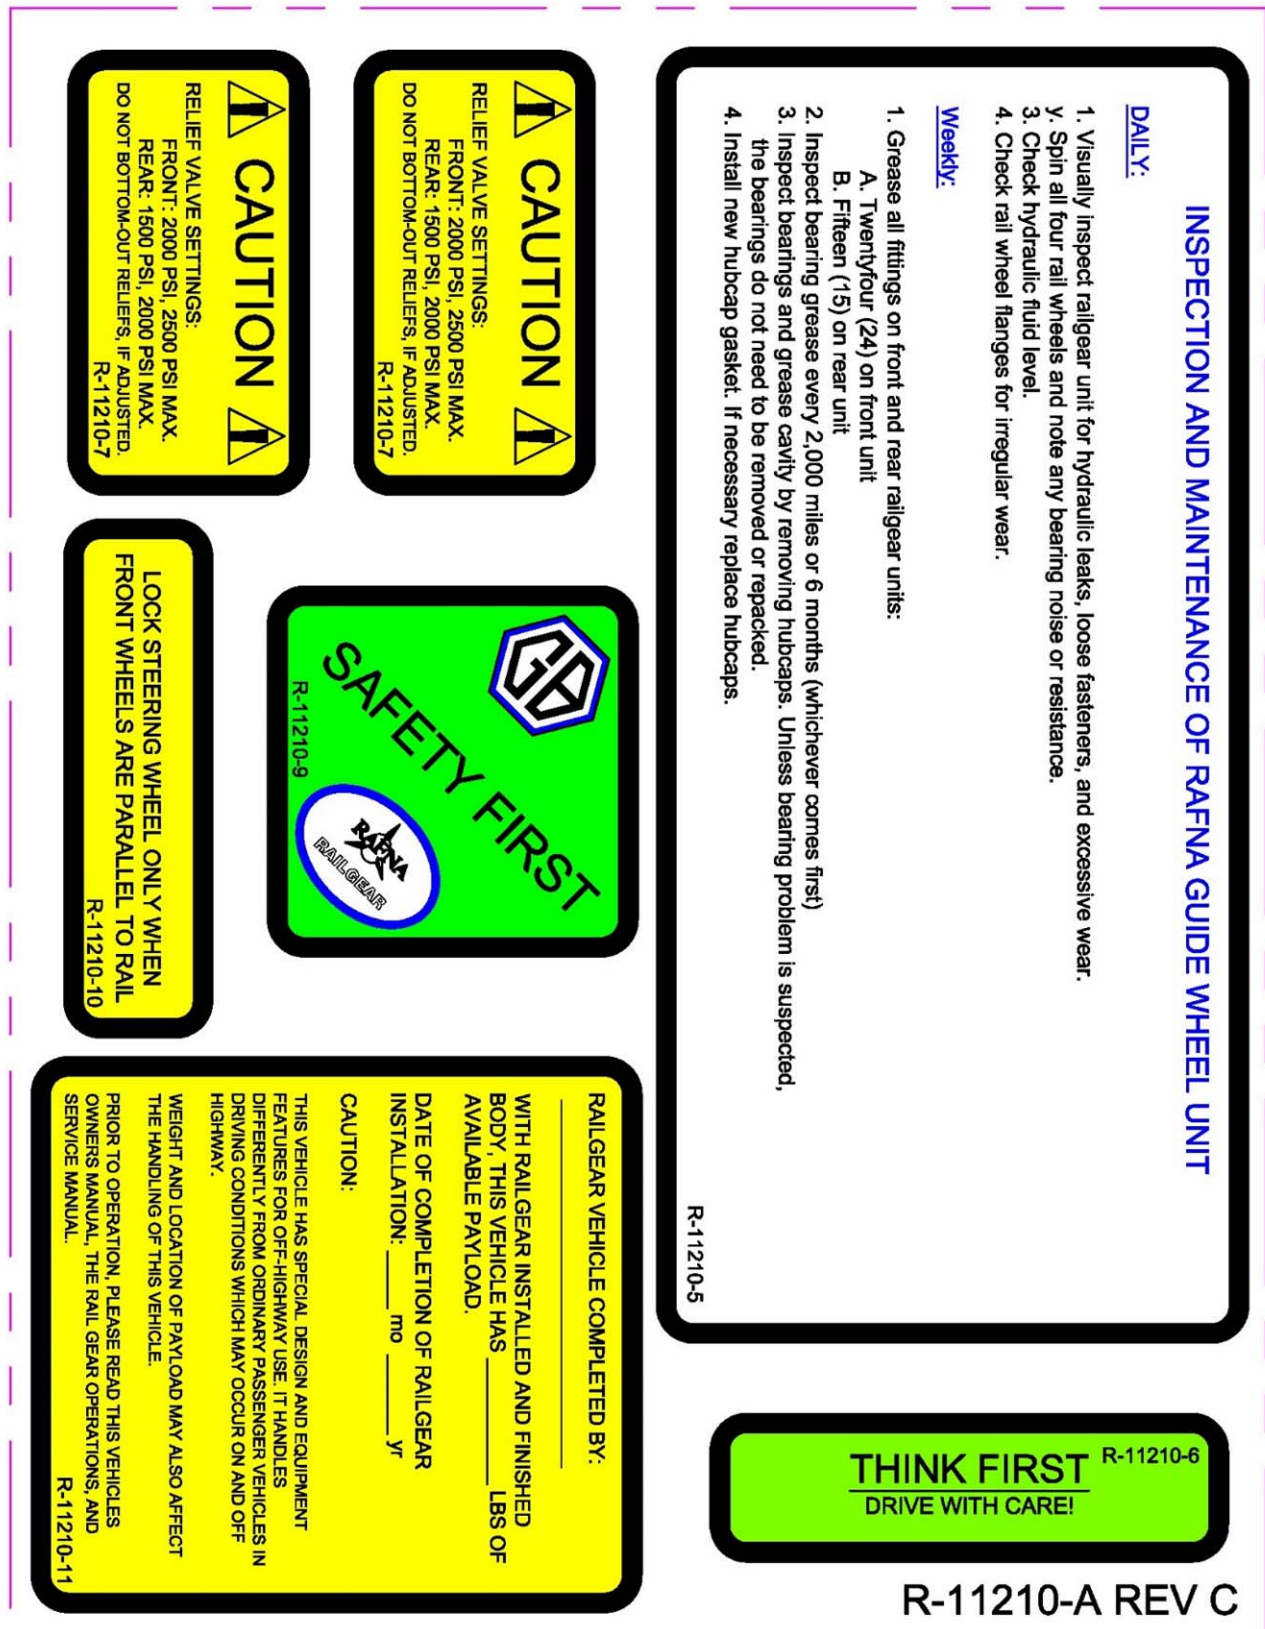 INSPECTION AND MAINTENANCE OF RAFNA GUIDE WHEEL UNIT
DAILY:
1. Visually inspect railgear unit for hydraulic leaks, loose fasteners, and excessive wear.
y. Spin all four rail wheels and note any bearing noise or resistance.
3. Check hydraulic fluid level.
4. Check rail wheel flanges for irregular wear.
Weekly:
1. Grease all fittings on front and rear railgear units:
A. Twentyfour (24) on front unit
B. Fifteen (15) on rear unit
2. Inspect bearing grease every 2,000 miles or 6 months (whichever comes first)
3. Inspect bearings and grease cavity by removing hubcaps. Unless bearing problem is suspected,
the bearings do not need to be removed or repacked.
4. Install new hubcap gasket. If necessary replace hubcaps.
R-11210-5
CAUTION
RELIEF VALVE SETTINGS:
FRONT: 2000 PSI, 2500 PSI MAX.
REAR: 1500 PSI, 2000 PSI MAX.
DO NOT BOTTOM-OUT RELIEFS, IF ADJUSTED.
R-11210-7
CAUTION
RELIEF VALVE SETTINGS:
FRONT: 2000 PSI, 2500 PSI MAX.
REAR: 1500 PSI, 2000 PSI MAX.
DO NOT BOTTOM-OUT RELIEFS, IF ADJUSTED.
R-11210-7
GB
SAFETY FIRST
RAFNA
RAILGEAR
R-11210-9
LOCK STEERING WHEEL ONLY WHEN
FRONT WHEELS ARE PARALLEL TO RAIL
R-11210-10
RAILGEAR VEHICLE COMPLETED BY:
WITH RAILGEAR INSTALLED AND FINISHED
BODY, THIS VEHICLE HAS ________ LBS OF
AVAILABLE PAYLOAD.
DATE OF COMPLETION OF RAILGEAR
INSTALLATION: ____ mo ____ yr
CAUTION:
THIS VEHICLE HAS SPECIAL DESIGN AND EQUIPMENT
FEATURES FOR OFF-HIGHWAY USE. IT HANDLES
DIFFERENTLY FROM ORDINARY PASSENGER VEHICLES IN
DRIVING CONDITIONS WHICH MAY OCCUR ON AND OFF
HIGHWAY.
WEIGHT AND LOCATION OF PAYLOAD MAY ALSO AFFECT
THE HANDLING OF THIS VEHICLE.
PRIOR TO OPERATION, PLEASE READ THIS VEHICLES
OWNERS MANUAL, THE RAIL GEAR OPERATIONS, AND
SERVICE MANUAL.
R-11210-11
R-11210-6
THINK FIRST
DRIVE WITH CARE!
R-11210-A REV C